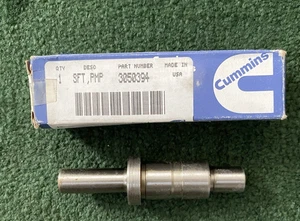 QTY DESC PART NUMBER MADE IN
1 SFT,PMP 3050394 USA
Cummins